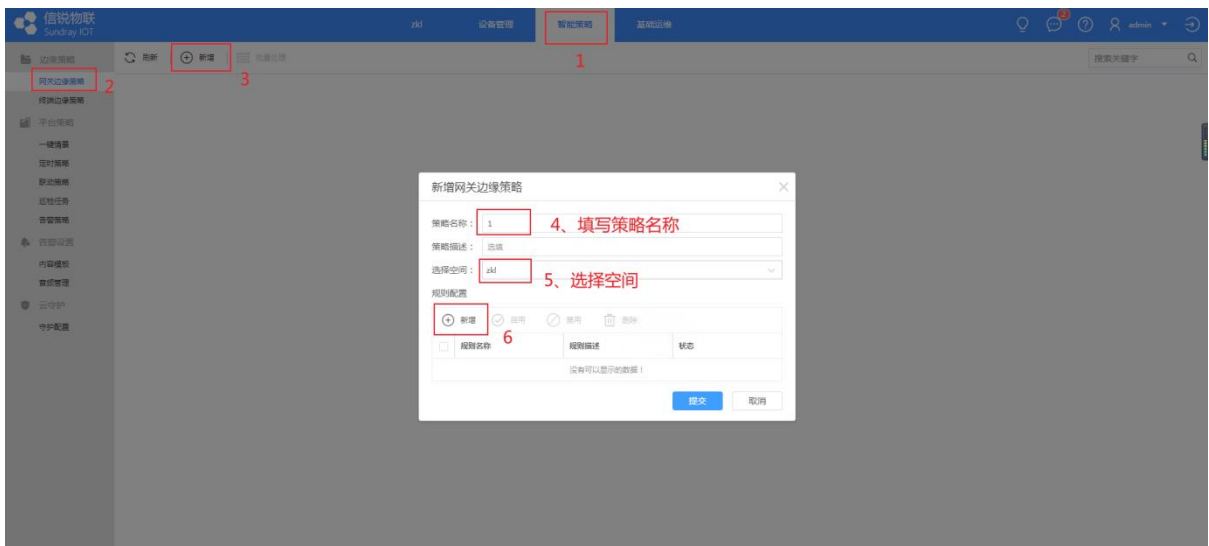 信锐物联
Sundray IOT
zkl
设备管理
智能策略
基础运维
2
admin
边缘策略
刷新
新增
批量处理
1
搜索关键字
网关边缘策略
2
3
终端边缘策略
平台策略
一键情景
定时策略
联动策略
巡检任务
告警策略
告警设置
内容模板
音频管理
云守护
守护配置
新增网关边缘策略
策略名称:
1
4、填写策略名称
策略描述:
选填
选择空间:
zkl
5、选择空间
规则配置
新增
启用
禁用
删除
6
规则名称
规则描述
状态
没有可以显示的数据!
提交
取消